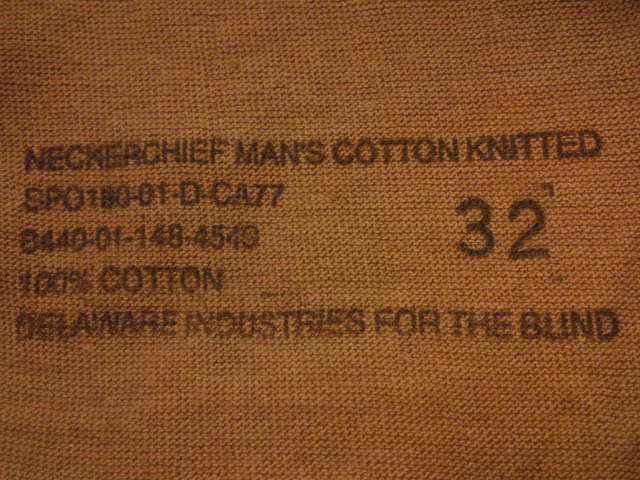 NECKERCHIEF MAN'S COTTON KNITTED
SPO100-01-D-CA77
8440-01-148-4549
32
100% COTTON
DELAWARE INDUSTRIES FOR THE BLIND